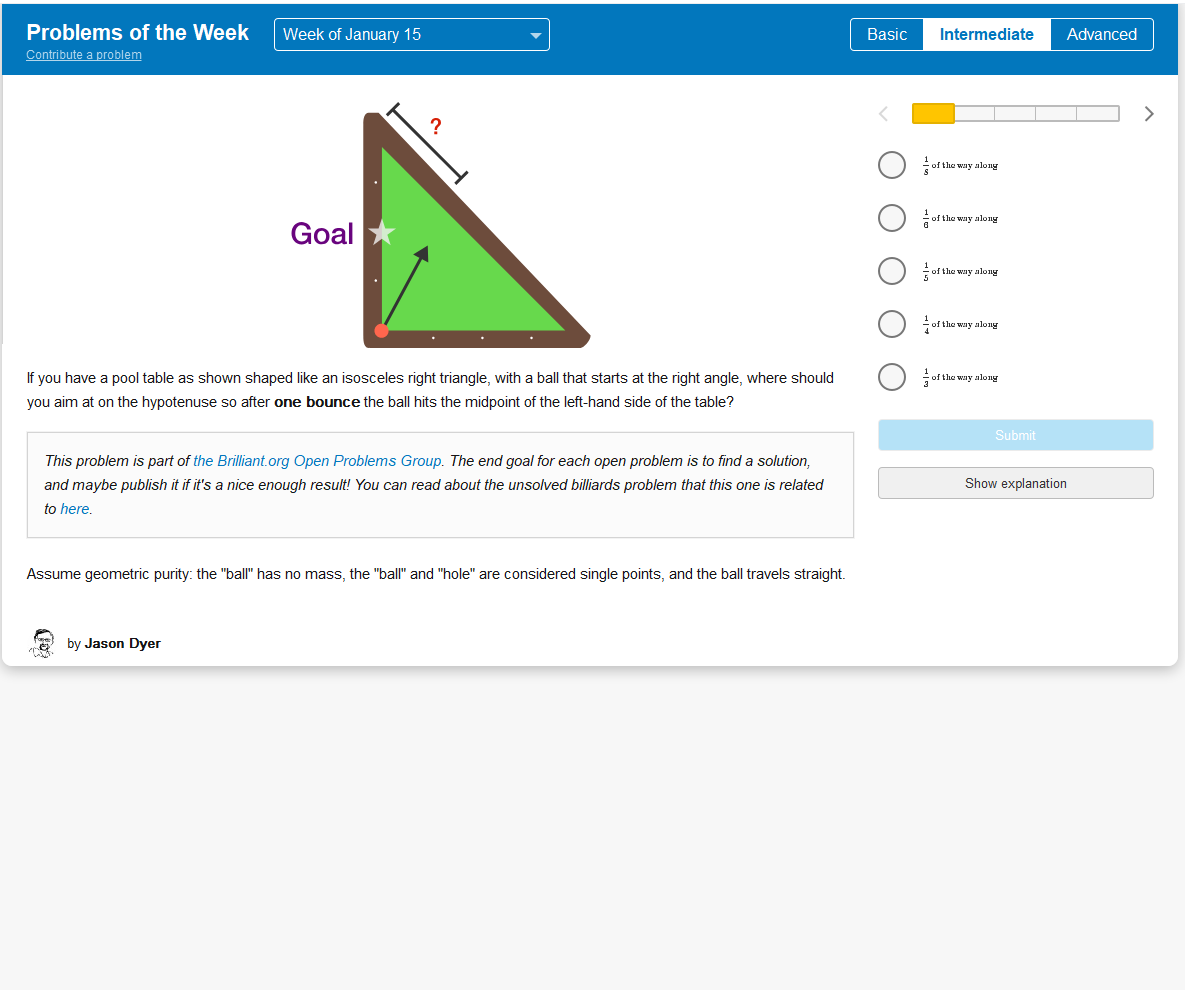 Problems of the Week
Week of January 15
Basic
Intermediate
Advanced
Contribute a problem
?
Goal
1/8 of the way along
1/6 of the way along
1/5 of the way along
1/4 of the way along
1/3 of the way along
If you have a pool table as shown shaped like an isosceles right triangle, with a ball that starts at the right angle, where should
you aim at on the hypotenuse so after one bounce the ball hits the midpoint of the left-hand side of the table?
Submit
Show explanation
This problem is part of the Brilliant.org Open Problems Group. The end goal for each open problem is to find a solution,
and maybe publish it if it's a nice enough result! You can read about the unsolved billiards problem that this one is related
to here.
Assume geometric purity: the "ball" has no mass, the "ball" and "hole" are considered single points, and the ball travels straight.
by Jason Dyer